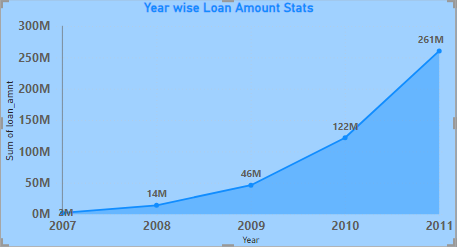 Year wise Loan Amount Stats
300M
261M
250M
200M
Sum of loan_amnt
150M
122M
100M
50M
46M
14M
0M
2007
2008
2009
2010
2011
Year